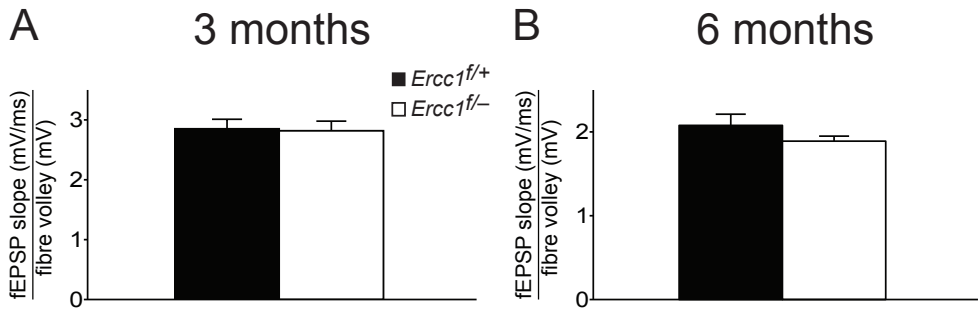 A
3 months
fEPSP slope (mV/ms)
fibre volley (mV)
3
2
1
0
Ercc1f/+
Ercc1f/–
B
6 months
fEPSP slope (mV/ms)
fibre volley (mV)
2
1
0